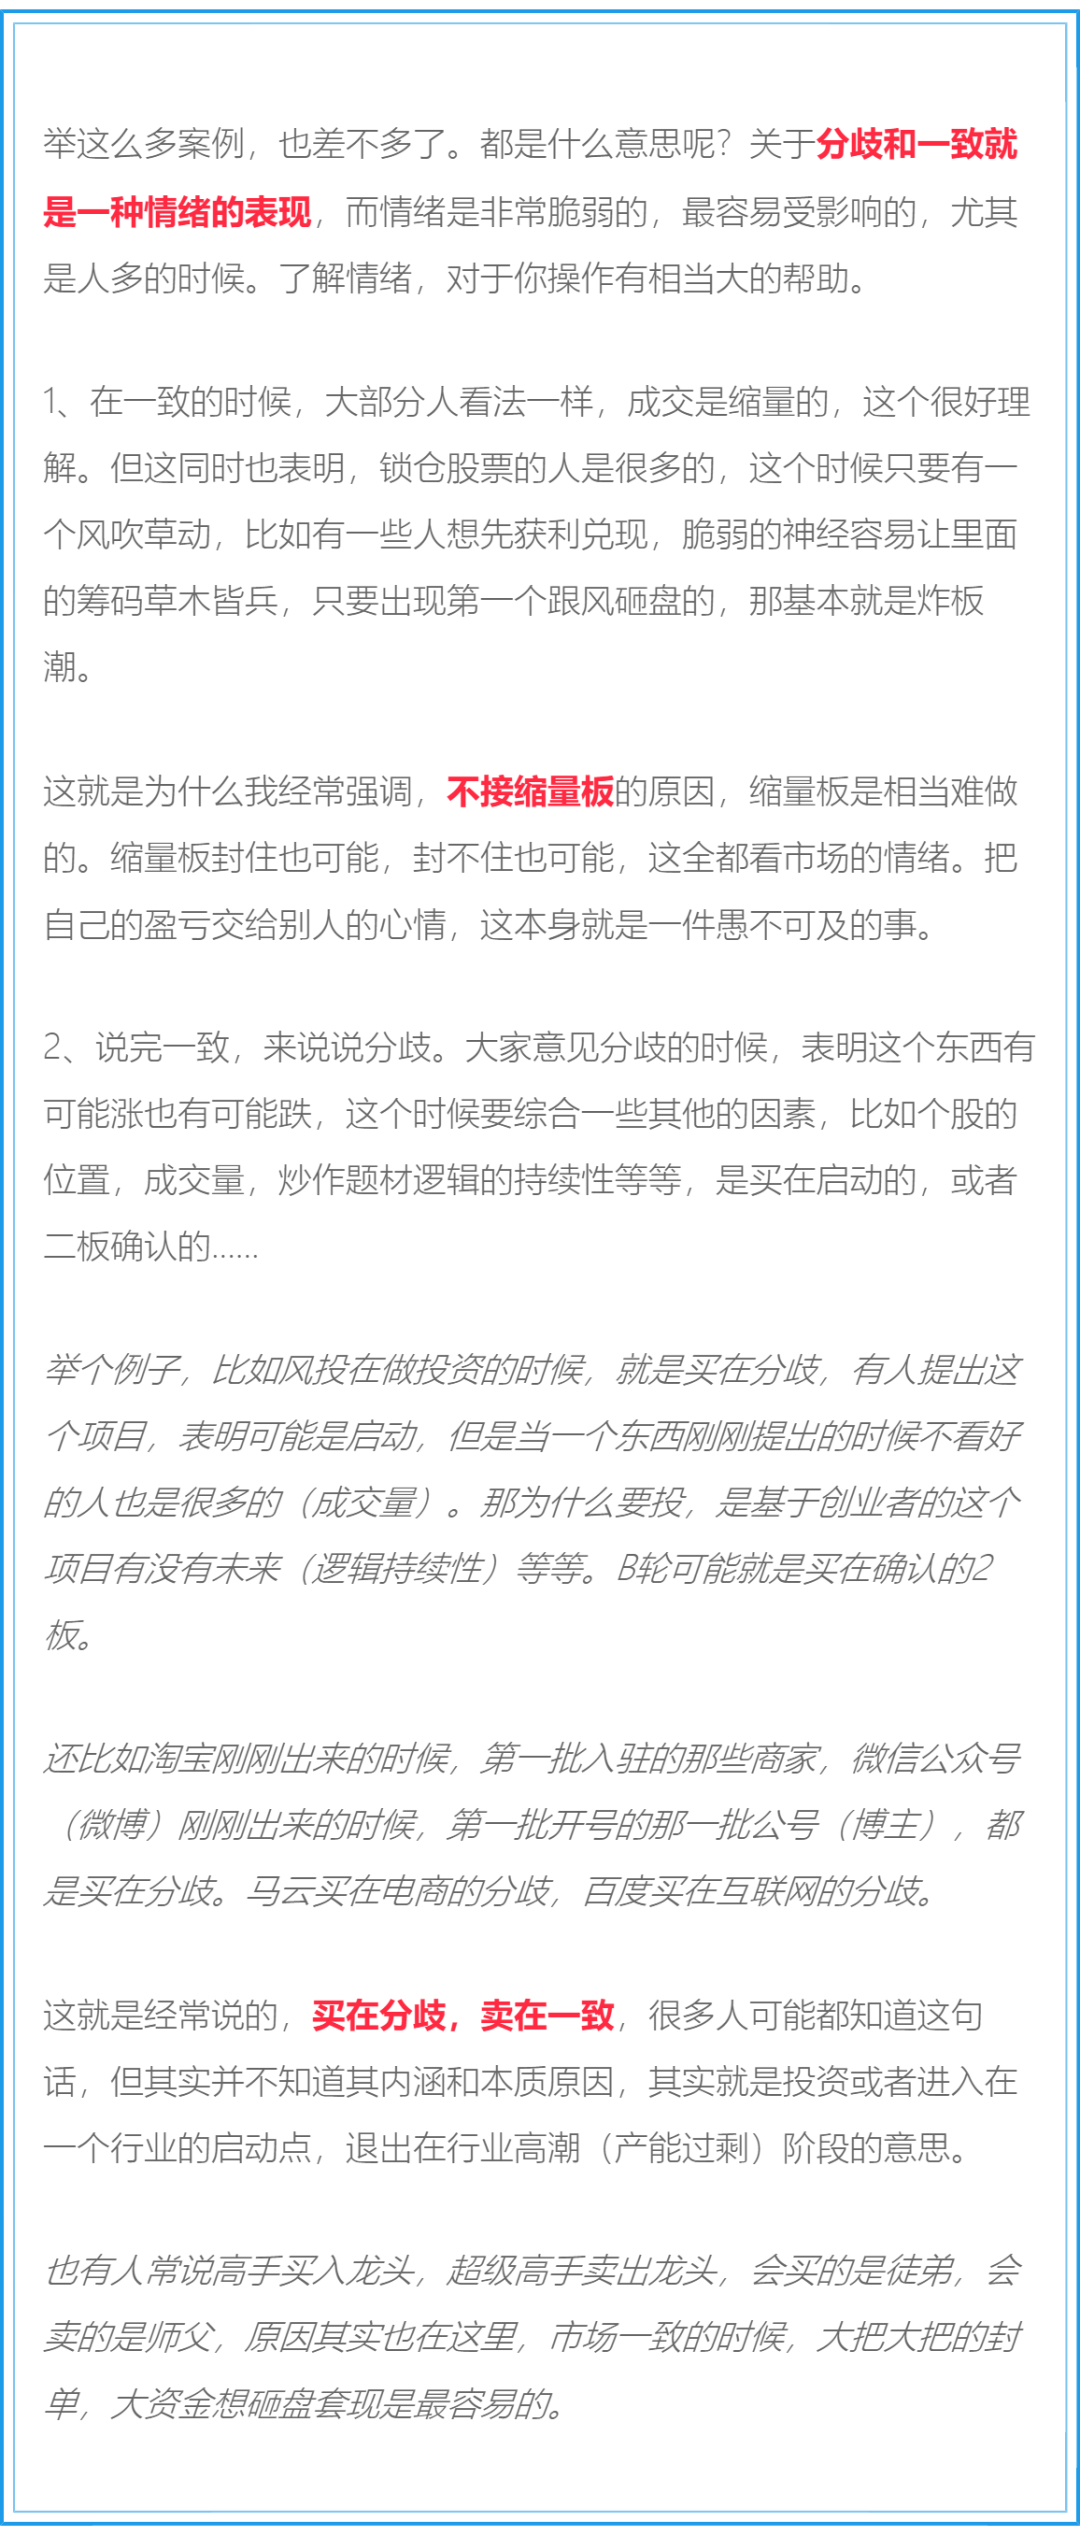 举这么多案例，也差不多了。都是什么意思呢？关于分歧和一致就
是一种情绪的表现，而情绪是非常脆弱的，最容易受影响的，尤其
是人多的时候。了解情绪，对于你操作有相当大的帮助。
1、在一致的时候，大部分人看法一样，成交是缩量的，这个很好理
解。但这同时也表明，锁仓股票的人是很多的，这个时候只要有一
个风吹草动，比如有一些人想先获利兑现，脆弱的神经容易让里面
的筹码草木皆兵，只要出现第一个跟风砸盘的，那基本就是炸板
潮。
这就是为什么我经常强调，不接缩量板的原因，缩量板是相当难做
的。缩量板封住也可能，封不住也可能，这全都看市场的情绪。把
自己的盈亏交给别人的心情，这本身就是一件愚不可及的事。
2、说完一致，来说说分歧。大家意见分歧的时候，表明这个东西有
可能涨也有可能跌，这个时候要综合一些其他的因素，比如个股的
位置，成交量，炒作题材逻辑的持续性等等，是买在启动的，或者
二板确认的......
举个例子，比如风投在做投资的时候，就是买在分歧，有人提出这
个项目，表明可能是启动，但是当一个东西刚刚提出的时候不看好
的人也是很多的（成交量）。那为什么要投，是基于创业者的这个
项目有没有未来（逻辑持续性）等等。B轮可能就是买在确认的2
板。
还比如淘宝刚刚出来的时候，第一批入驻的那些商家，微信公众号
（微博）刚刚出来的时候，第一批开号的那一批公号（博主），都
是买在分歧。马云买在电商的分歧，百度买在互联网的分歧。
这就是经常说的，买在分歧，卖在一致，很多人可能都知道这句
话，但其实并不知道其内涵和本质原因，其实就是投资或者进入在
一个行业的启动点，退出在行业高潮（产能过剩）阶段的意思。
也有人常说高手买入龙头，超级高手卖出龙头，会买的是徒弟，会
卖的是师父，原因其实也在这里，市场一致的时候，大把大把的封
单，大资金想砸盘套现是最容易的。